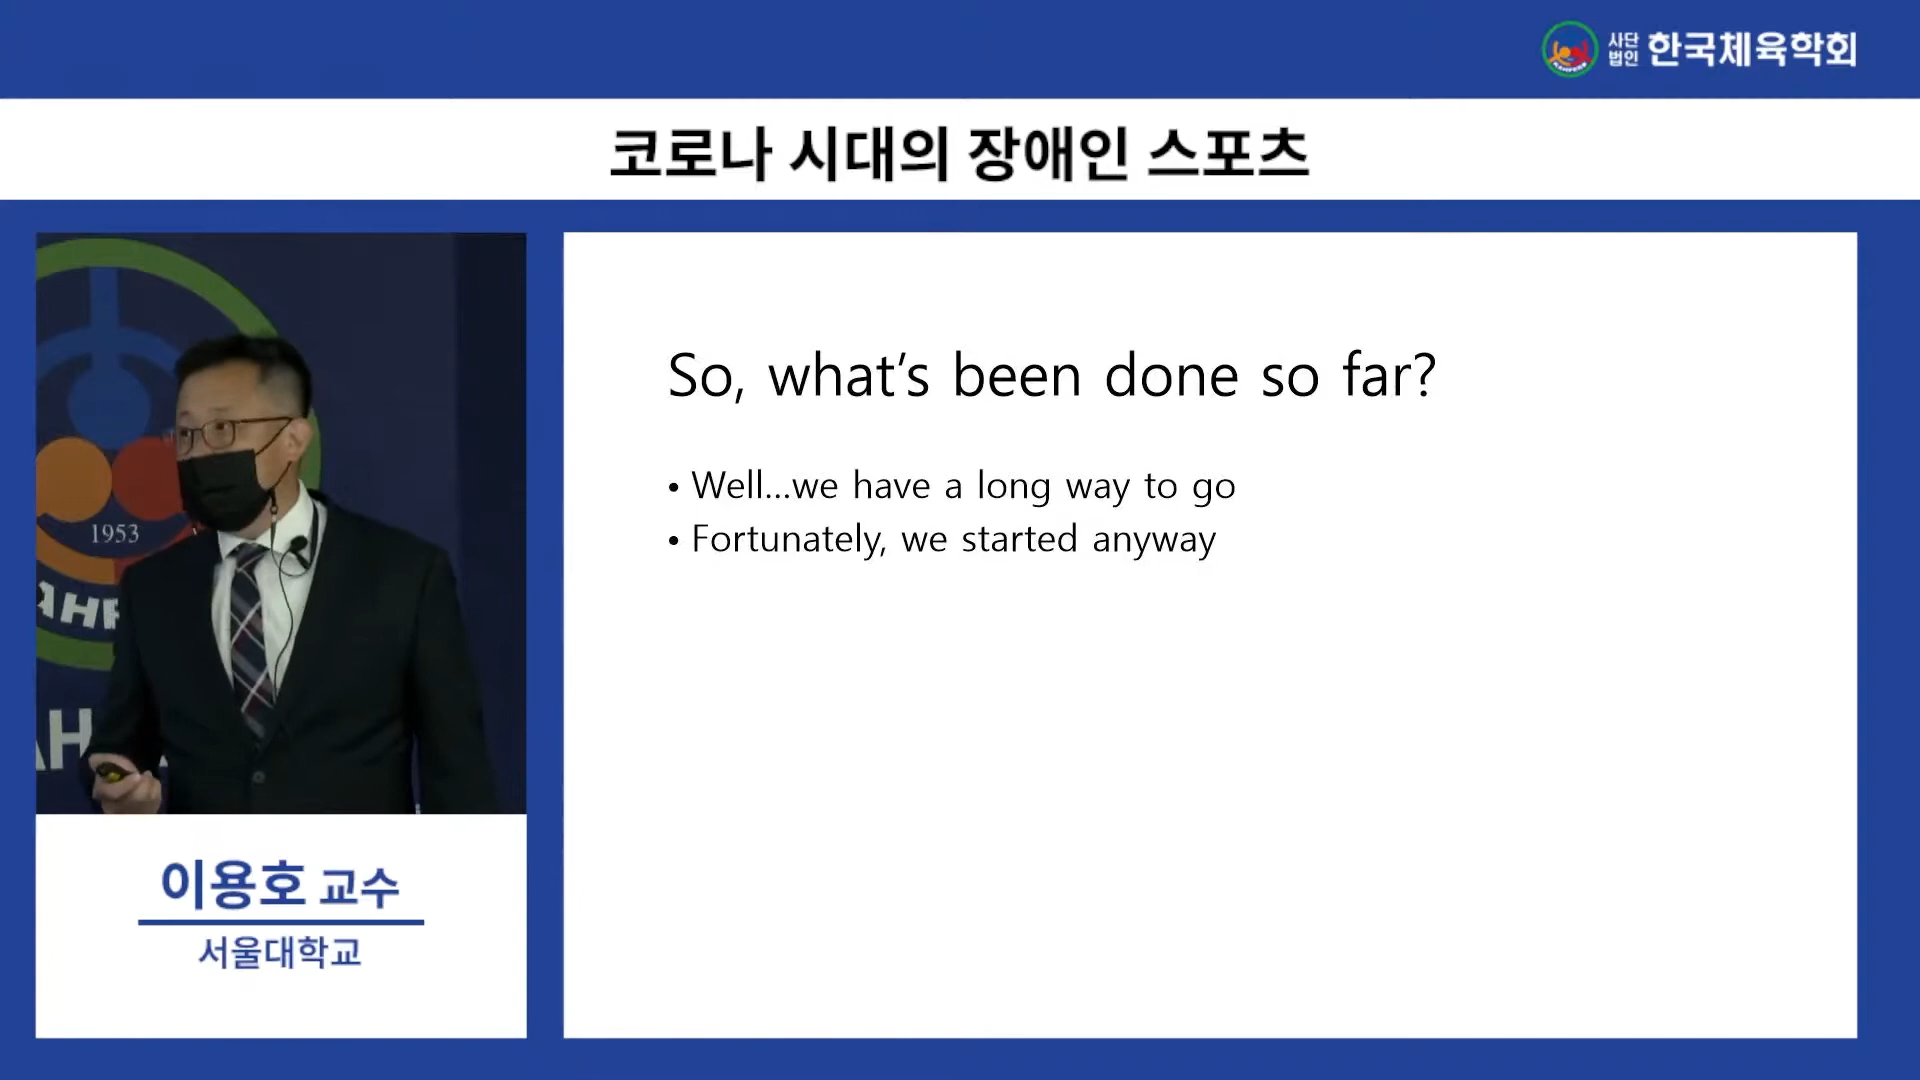 사단
법인
한국체육학회
코로나 시대의 장애인 스포츠
1953
So, what's been done so far?
• Well...we have a long way to go
• Fortunately, we started anyway
이용호 교수
서울대학교